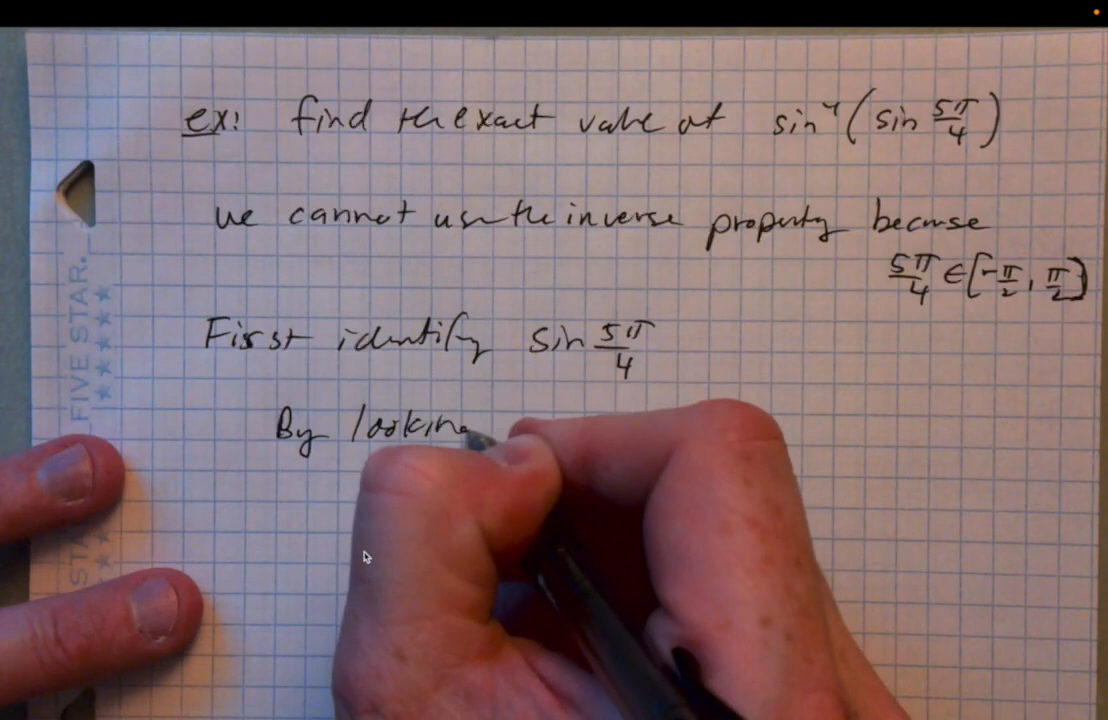 ex: find the exact value of sin⁻¹(sin 5π/4)
we cannot use the inverse property because
5π/4 ∈ [-π/2, π/2]
First identify sin 5π/4
By looking
FIVE STAR.
STA